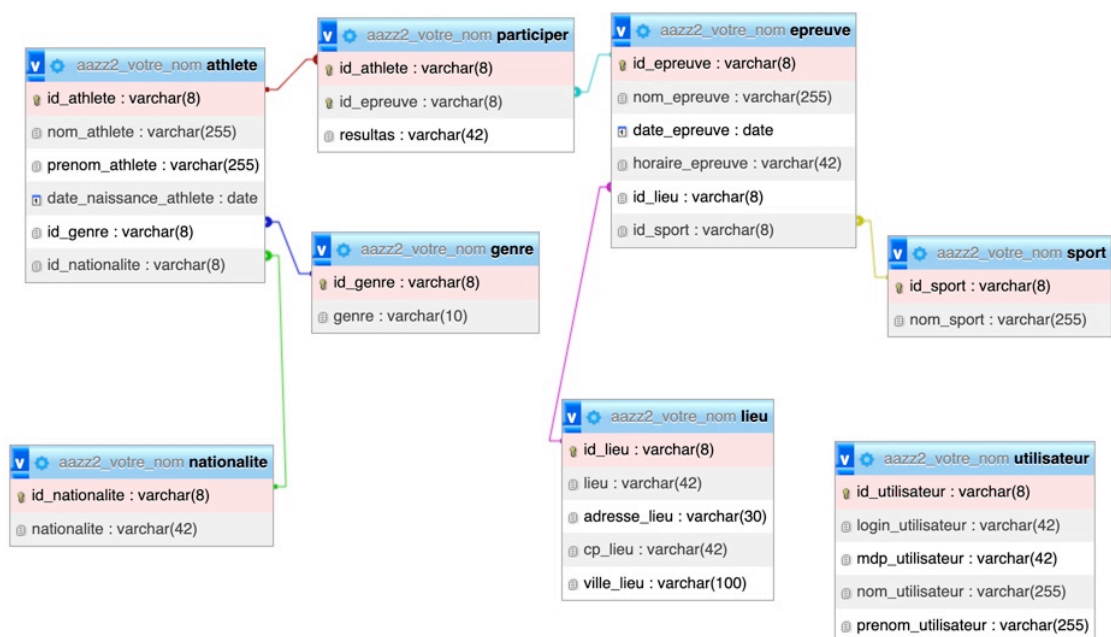 aazz2_votre_nom athlete
id_athlete : varchar(8)
nom_athlete : varchar(255)
prenom_athlete : varchar(255)
date_naissance_athlete : date
id_genre : varchar(8)
id_nationalite : varchar(8)
aazz2_votre_nom participer
id_athlete : varchar(8)
id_epreuve : varchar(8)
resultas : varchar(42)
aazz2_votre_nom epreuve
id_epreuve : varchar(8)
nom_epreuve : varchar(255)
date_epreuve : date
horaire_epreuve : varchar(42)
id_lieu : varchar(8)
id_sport : varchar(8)
aazz2_votre_nom genre
id_genre : varchar(8)
genre : varchar(10)
aazz2_votre_nom sport
id_sport : varchar(8)
nom_sport : varchar(255)
aazz2_votre_nom nationalite
id_nationalite : varchar(8)
nationalite : varchar(42)
aazz2_votre_nom lieu
id_lieu : varchar(8)
lieu : varchar(42)
adresse_lieu : varchar(30)
cp_lieu : varchar(42)
ville_lieu : varchar(100)
aazz2_votre_nom utilisateur
id_utilisateur : varchar(8)
login_utilisateur : varchar(42)
mdp_utilisateur : varchar(42)
nom_utilisateur : varchar(255)
prenom_utilisateur : varchar(255)